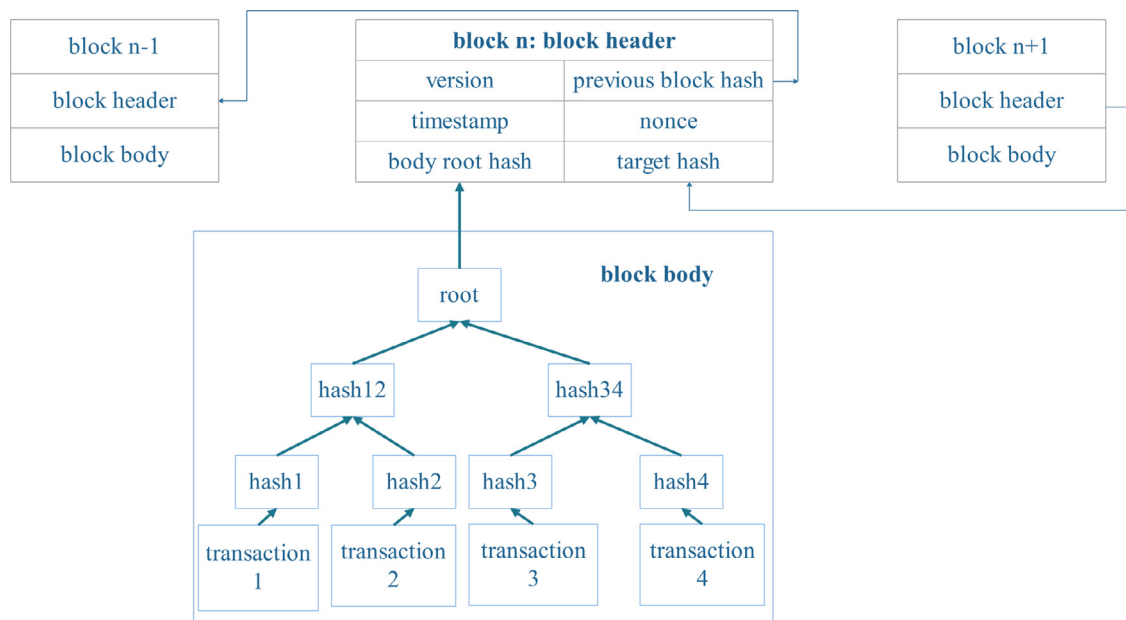 block n-1
block header
block body
block n: block header
version
previous block hash
timestamp
nonce
body root hash
target hash
block n+1
block header
block body
block body
root
hash12
hash34
hash1
hash2
hash3
hash4
transaction
1
transaction
2
transaction
3
transaction
4